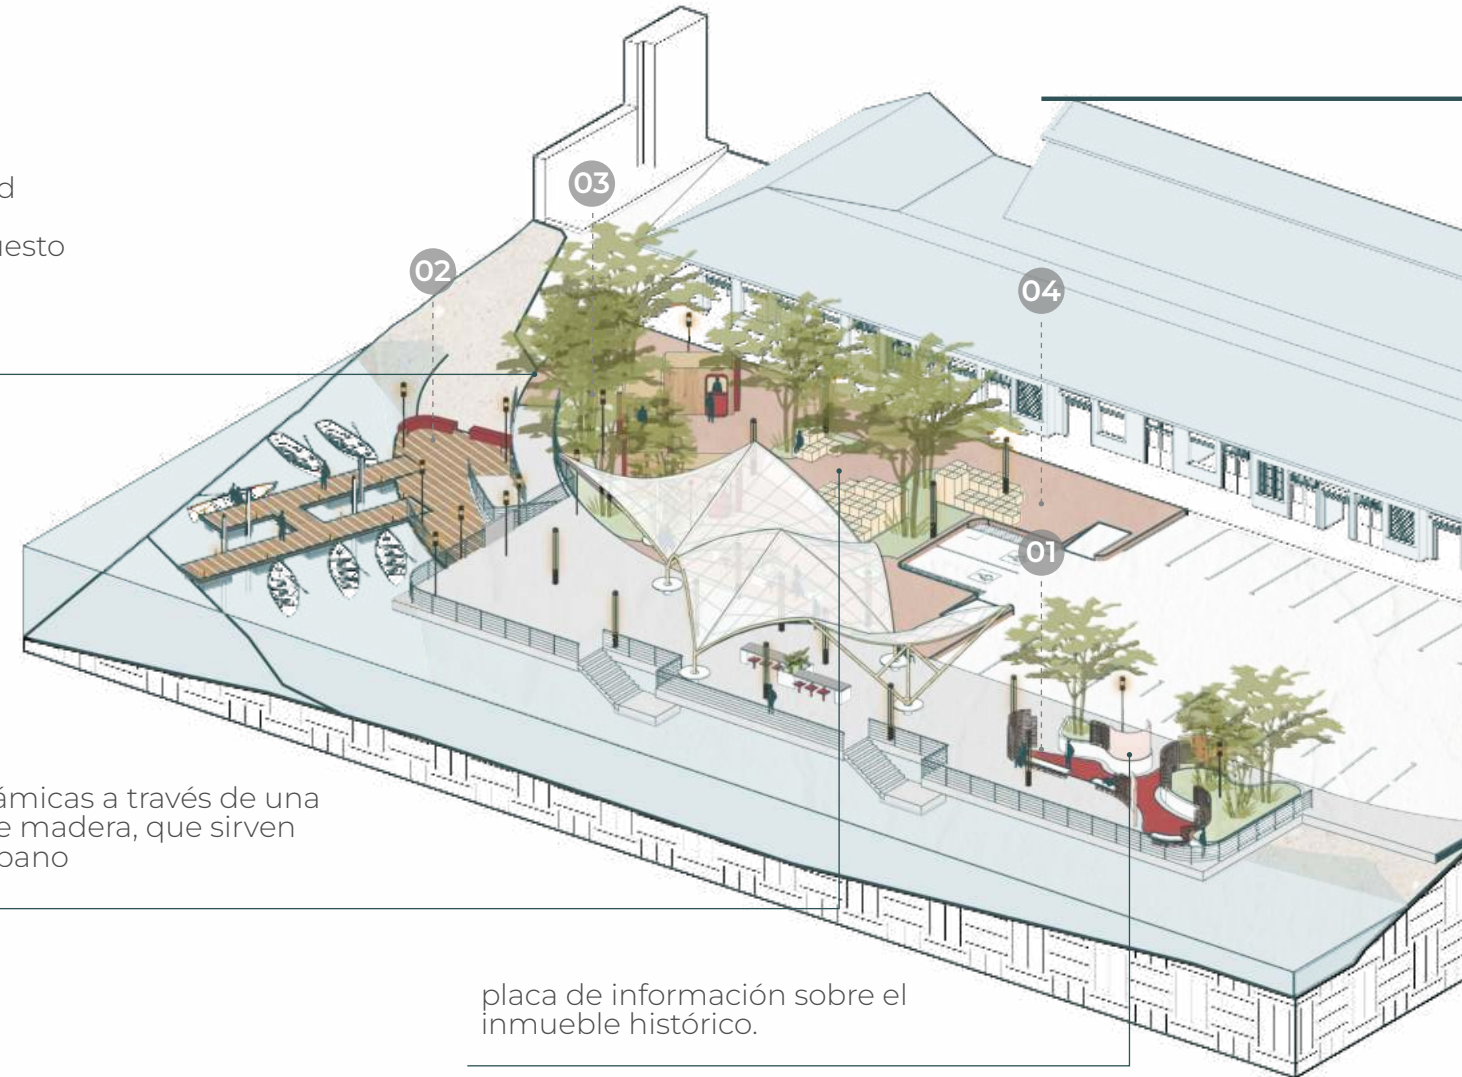 03
d
uesto
02
04
01
ámicas a través de una
e madera, que sirven
bano
placa de información sobre el
inmueble histórico.